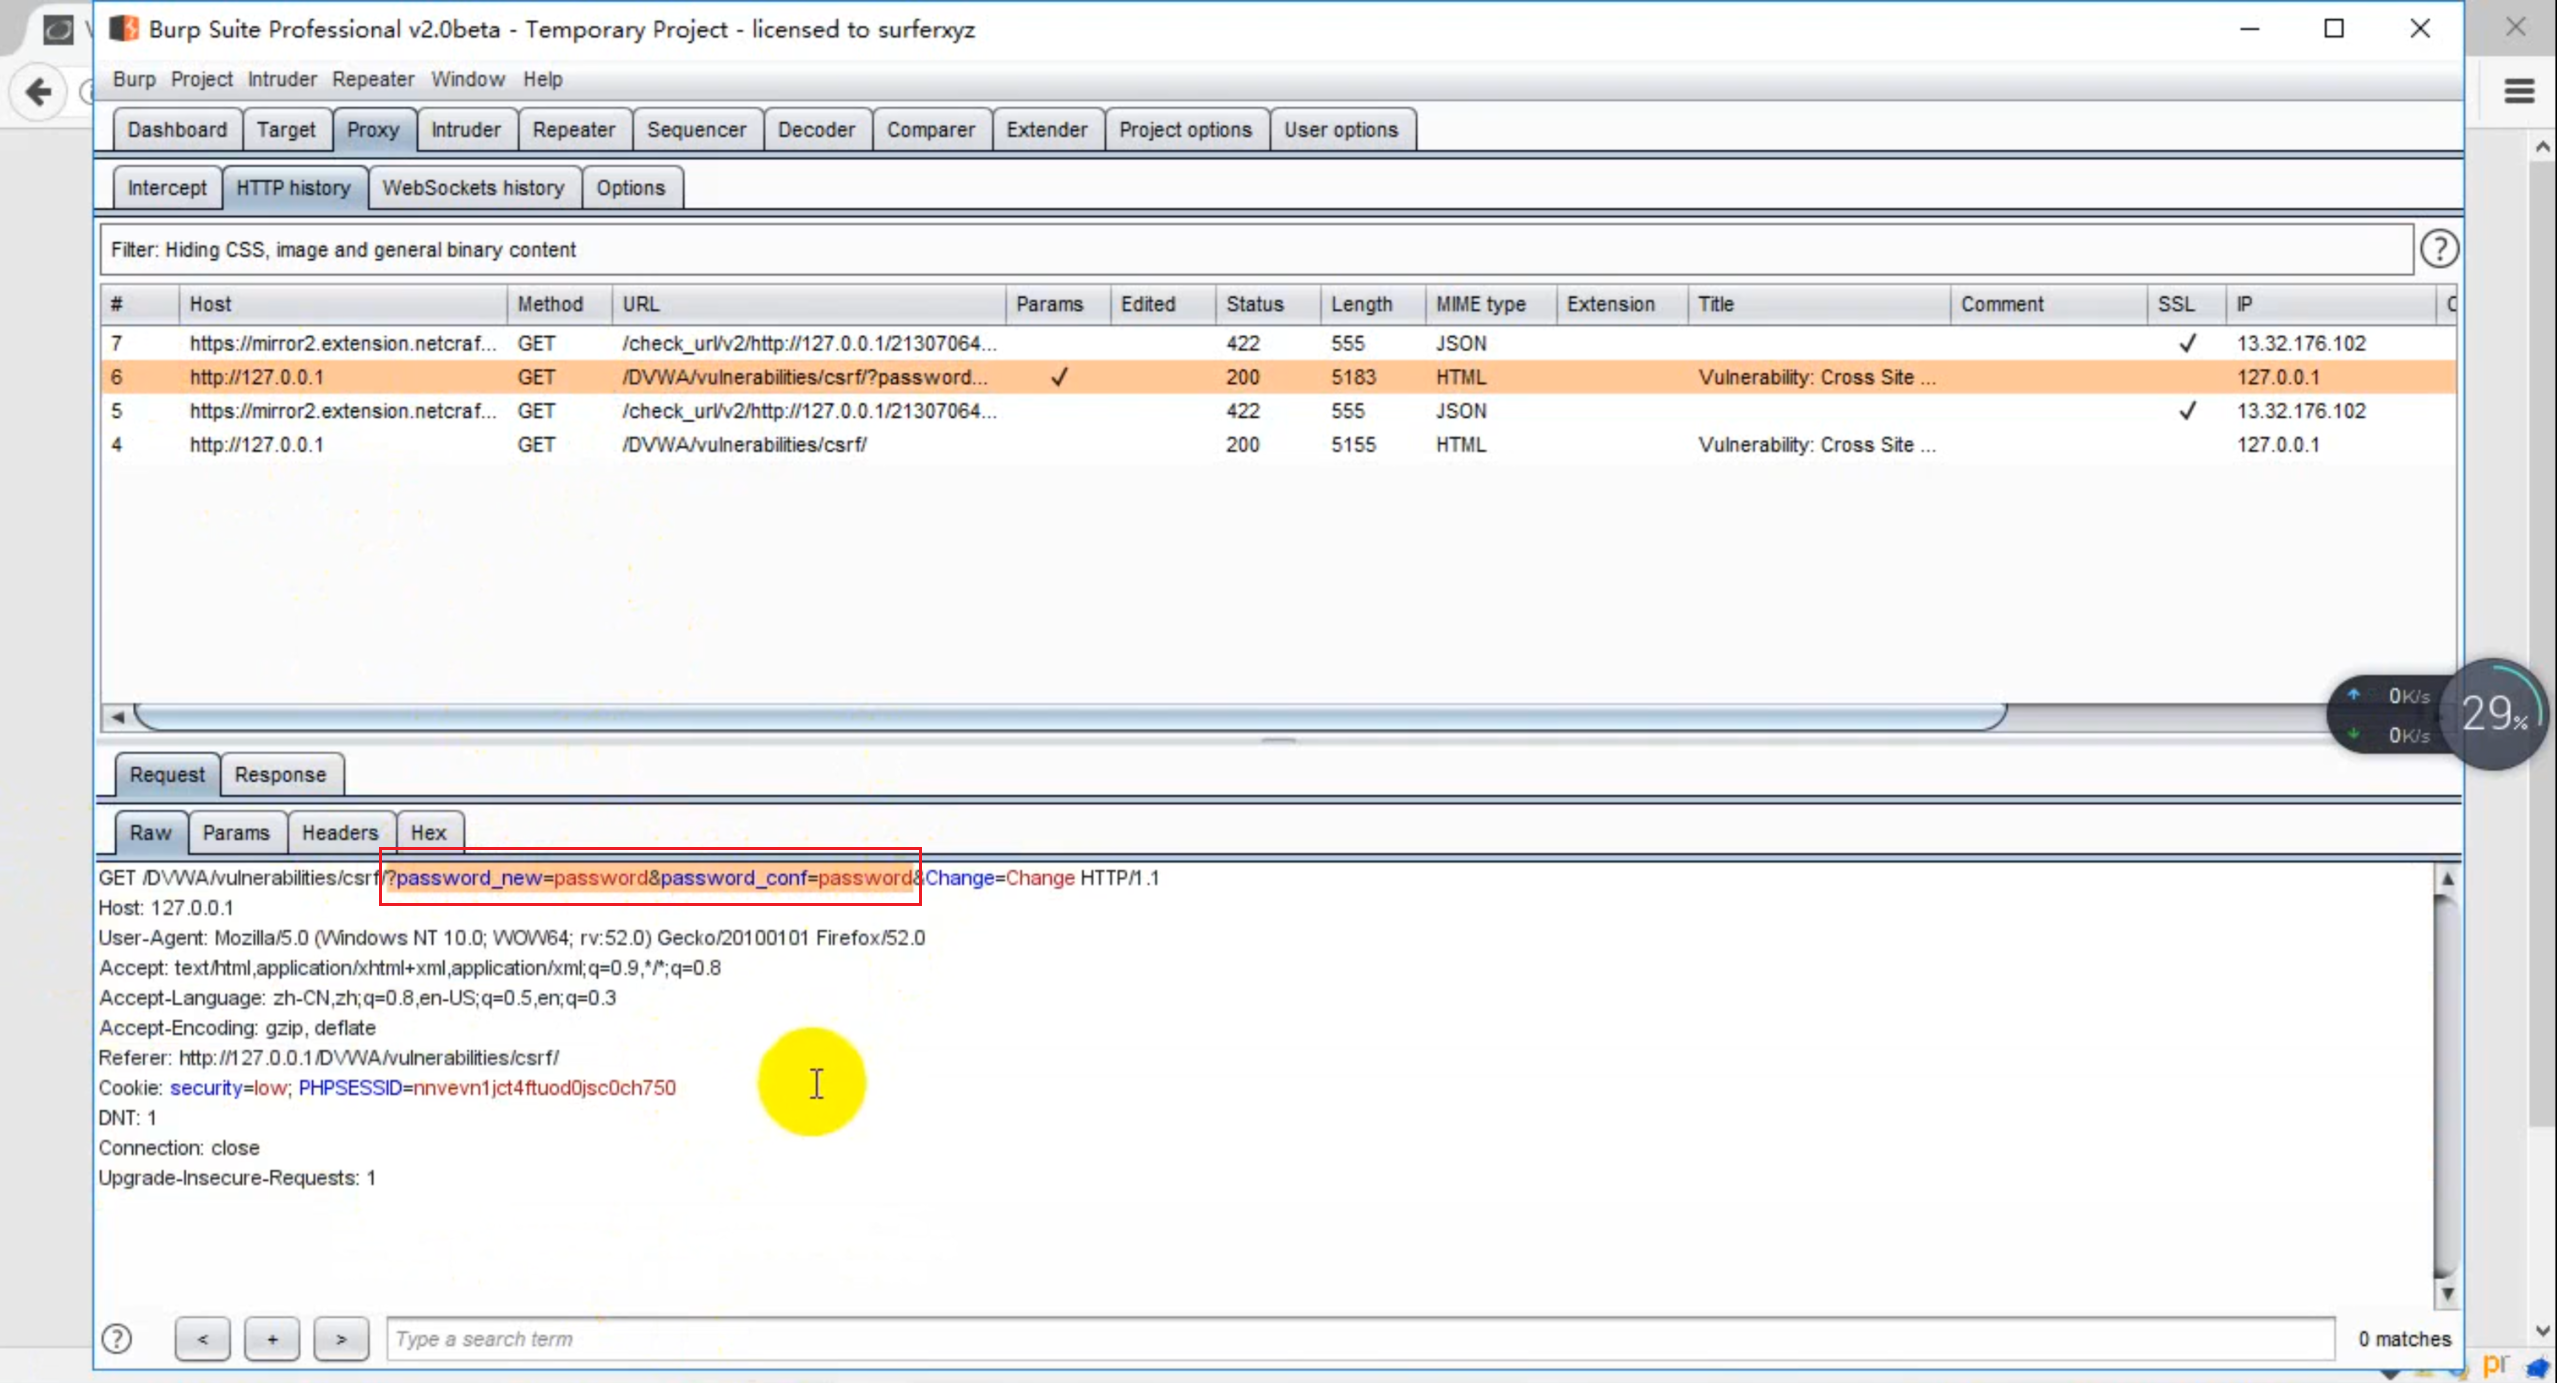 Burp Suite Professional v2.0beta - Temporary Project - licensed to surferxyz
Burp Project Intruder Repeater Window Help
Dashboard Target Proxy Intruder Repeater Sequencer Decoder Comparer Extender Project options User options
Intercept HTTP history WebSockets history Options
Filter: Hiding CSS, image and general binary content ?
# Host Method URL Params Edited Status Length MIME type Extension Title Comment SSL IP C
7 https://mirror2.extension.netcraf... GET /check_url/v2/http://127.0.0.1/21307064... 422 555 JSON ✓ 13.32.176.102
6 http://127.0.0.1 GET /DVWA/vulnerabilities/csrf/?password... ✓ 200 5183 HTML Vulnerability: Cross Site ... 127.0.0.1
5 https://mirror2.extension.netcraf... GET /check_url/v2/http://127.0.0.1/21307064... 422 555 JSON ✓ 13.32.176.102
4 http://127.0.0.1 GET /DVWA/vulnerabilities/csrf/ 200 5155 HTML Vulnerability: Cross Site ... 127.0.0.1
0K/s
0K/s
29%
Request Response
Raw Params Headers Hex
GET /DVWA/vulnerabilities/csrf/?password_new=password&password_conf=password&Change=Change HTTP/1.1
Host: 127.0.0.1
User-Agent: Mozilla/5.0 (Windows NT 10.0; WOW64; rv:52.0) Gecko/20100101 Firefox/52.0
Accept: text/html,application/xhtml+xml,application/xml;q=0.9,*/*;q=0.8
Accept-Language: zh-CN,zh;q=0.8,en-US;q=0.5,en;q=0.3
Accept-Encoding: gzip, deflate
Referer: http://127.0.0.1/DVWA/vulnerabilities/csrf/
Cookie: security=low; PHPSESSID=nnvevn1jct4ftuod0jsc0ch750
DNT: 1
Connection: close
Upgrade-Insecure-Requests: 1
? < + > Type a search term 0 matches
pr